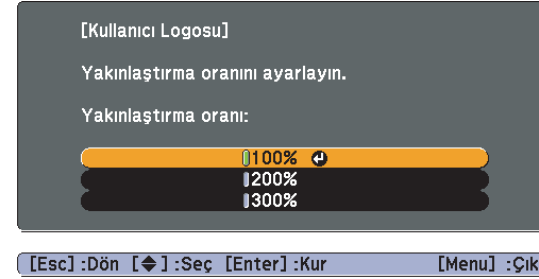 [Kullanıcı Logosu]
Yakınlaştırma oranını ayarlayın.
Yakınlaştırma oranı:
100%
200%
300%
[Esc] :Dön [◆] :Seç [Enter] :Kur [Menu] :Çık